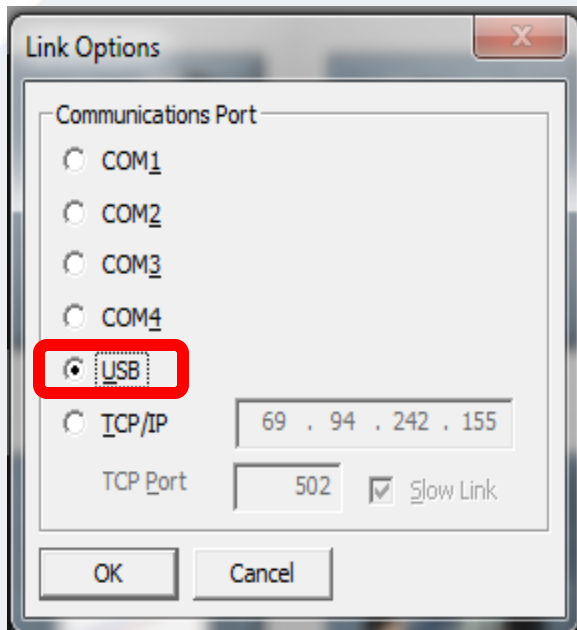 Link Options
Communications Port
COM1
COM2
COM3
COM4
USB
TCP/IP 69 . 94 . 242 . 155
TCP Port 502 Slow Link
OK Cancel